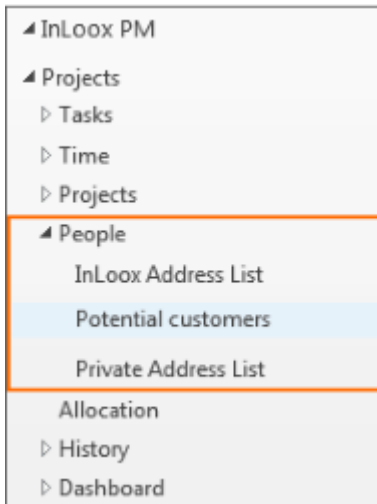 InLoox PM
Projects
Tasks
Time
Projects
People
InLoox Address List
Potential customers
Private Address List
Allocation
History
Dashboard